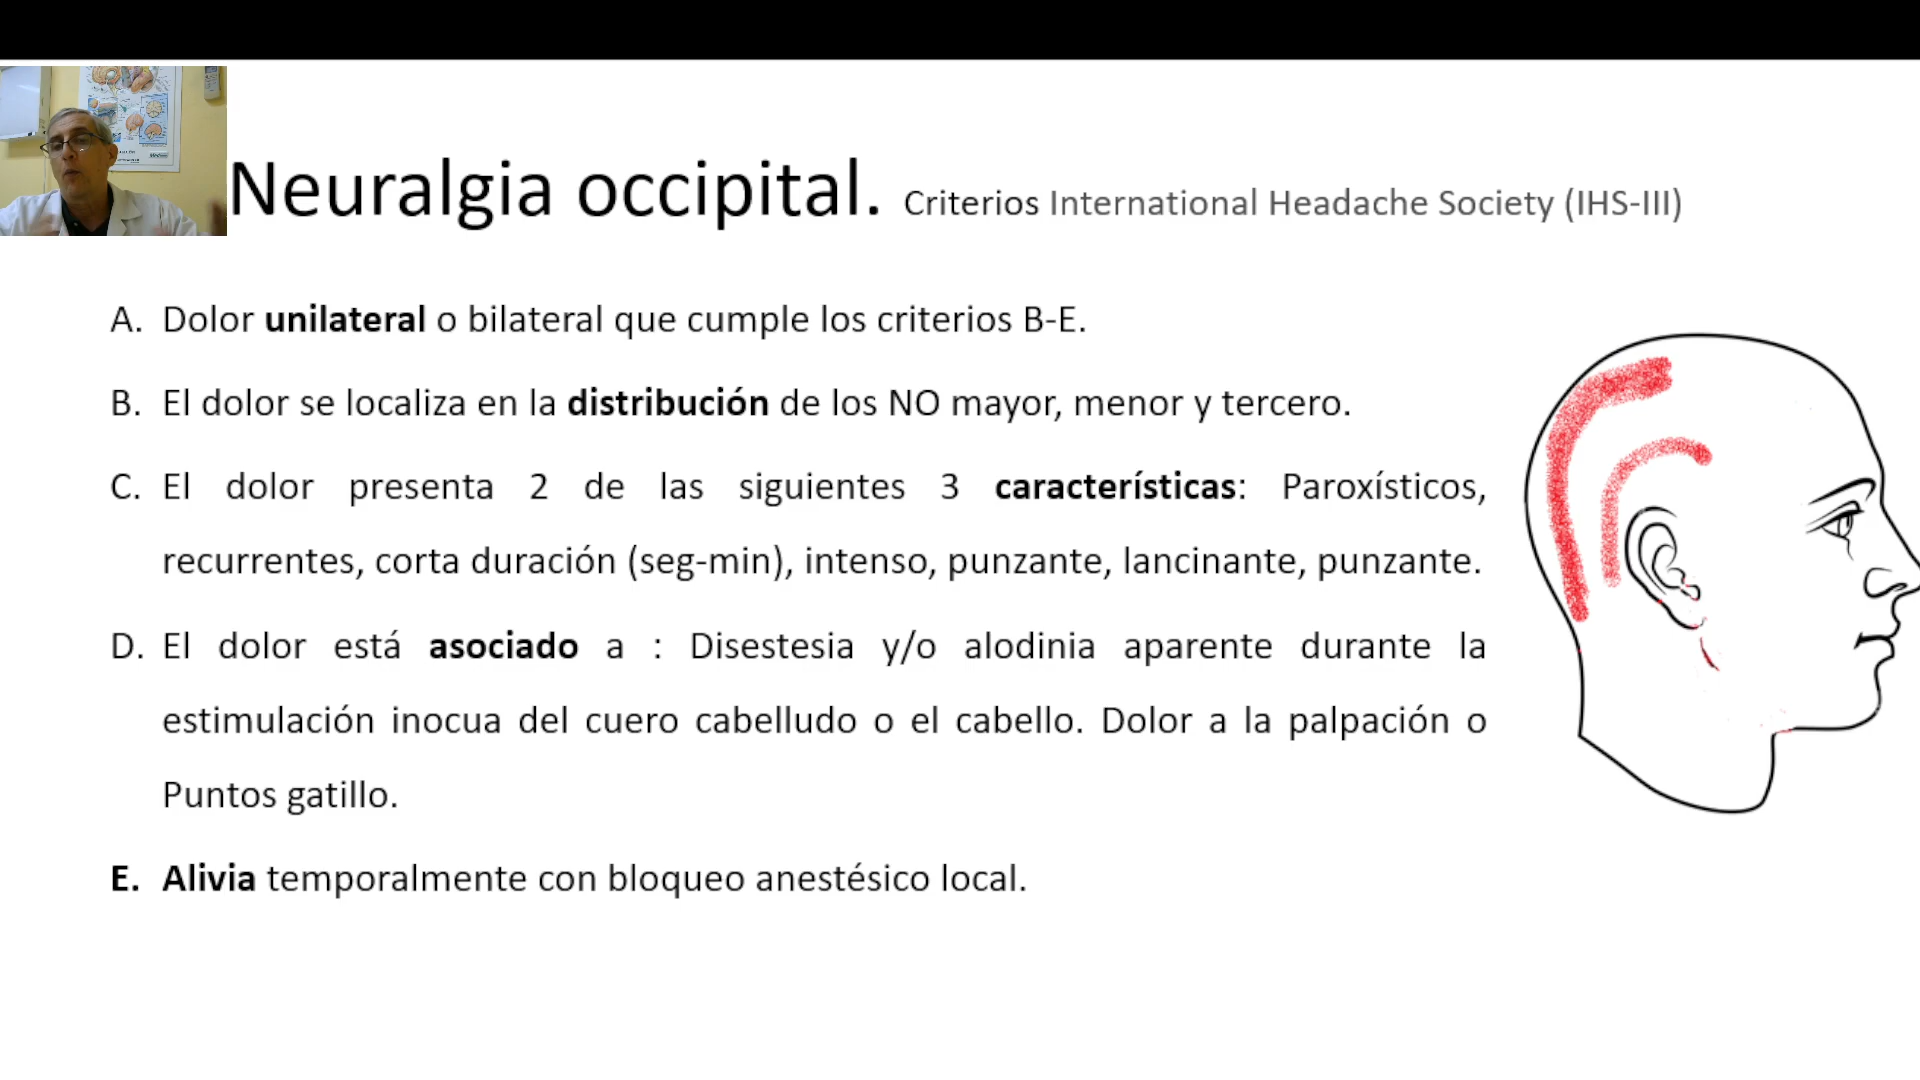 Neuralgia occipital. Criterios International Headache Society (IHS-III)
A. Dolor unilateral o bilateral que cumple los criterios B-E.
B. El dolor se localiza en la distribución de los NO mayor, menor y tercero.
C. El dolor presenta 2 de las siguientes 3 características: Paroxísticos,
recurrentes, corta duración (seg-min), intenso, punzante, lancinante, punzante.
D. El dolor está asociado a : Disestesia y/o alodinia aparente durante la
estimulación inocua del cuero cabelludo o el cabello. Dolor a la palpación o
Puntos gatillo.
E. Alivia temporalmente con bloqueo anestésico local.